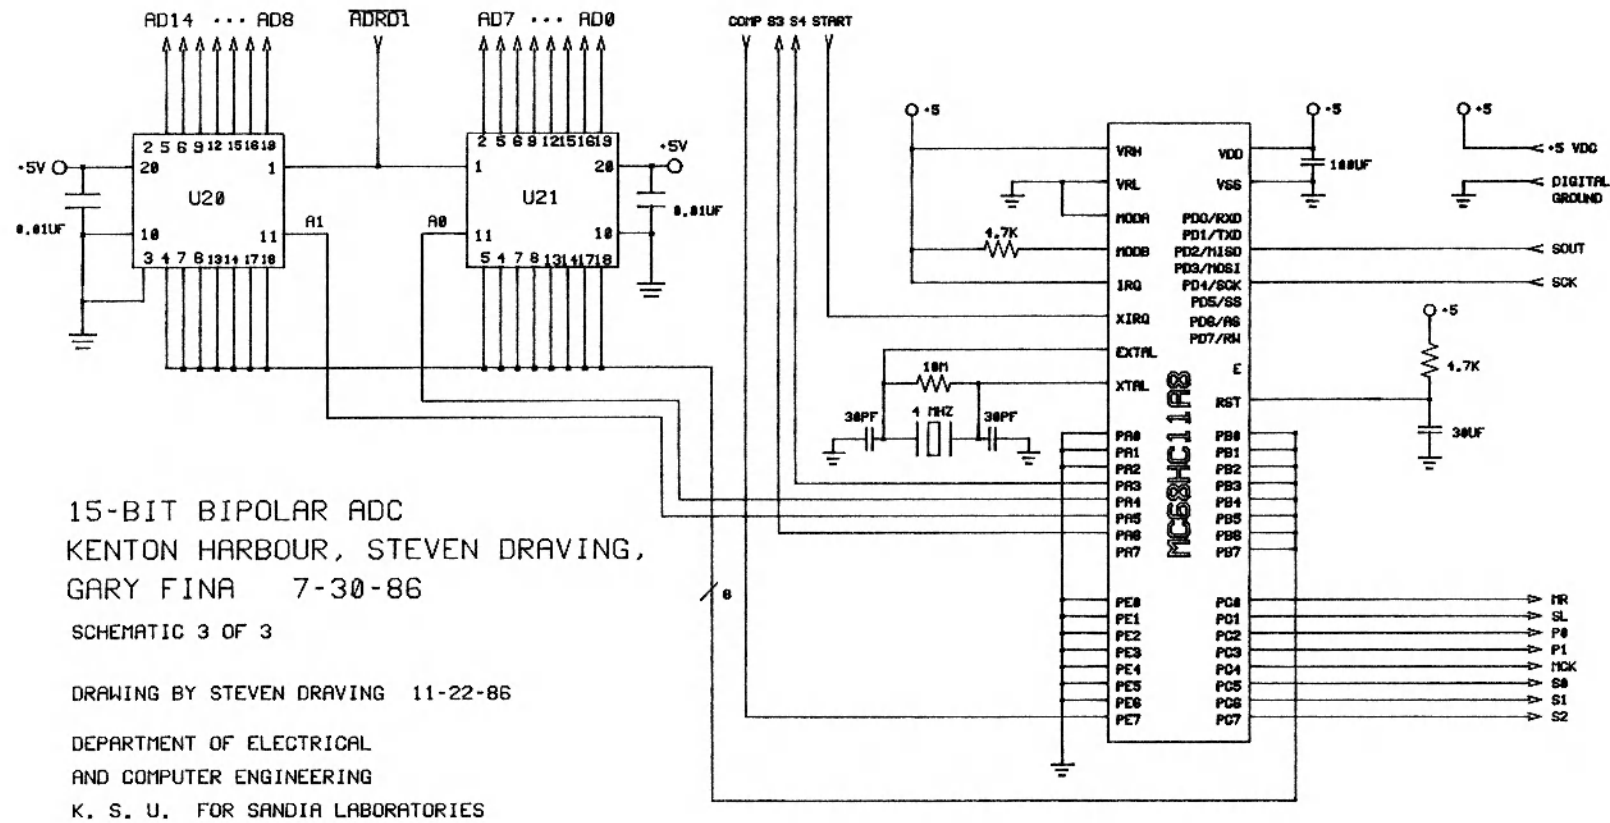 AD14 ··· AD8
ADRD1
AD7 ··· AD0
COMP S3 S4 START
2 5 6 9 12 15 16 19
+5V
20
1
U20
0.01UF
10
11
A1
3 4 7 8 13 14 17 18
2 5 6 9 12 15 16 19
+5V
1
20
U21
0.01UF
A0
11
10
5 4 7 8 13 14 17 18
+5
+5
+5
VRH
VDD
100UF
+5 VDC
VRL
VSS
DIGITAL
GROUND
MODA
PD0/RXD
PD1/TXD
4.7K
MODB
PD2/MISO
SOUT
PD3/MOSI
IRQ
PD4/SCK
SCK
PD5/SS
XIRQ
PD6/AS
PD7/RW
+5
EXTAL
E
4.7K
10M
XTAL
RST
30PF
4 MHZ
30PF
30UF
MC68HC11A8
PA0
PB0
PA1
PB1
PA2
PB2
PA3
PB3
PA4
PB4
PA5
PB5
PA6
PB6
PA7
PB7
8
PE0
PC0
MR
PE1
PC1
SL
PE2
PC2
P0
PE3
PC3
P1
PE4
PC4
MCK
PE5
PC5
S0
PE6
PC6
S1
PE7
PC7
S2
15-BIT BIPOLAR ADC
KENTON HARBOUR, STEVEN DRAVING,
GARY FINA 7-30-86
SCHEMATIC 3 OF 3
DRAWING BY STEVEN DRAVING 11-22-86
DEPARTMENT OF ELECTRICAL
AND COMPUTER ENGINEERING
K. S. U. FOR SANDIA LABORATORIES